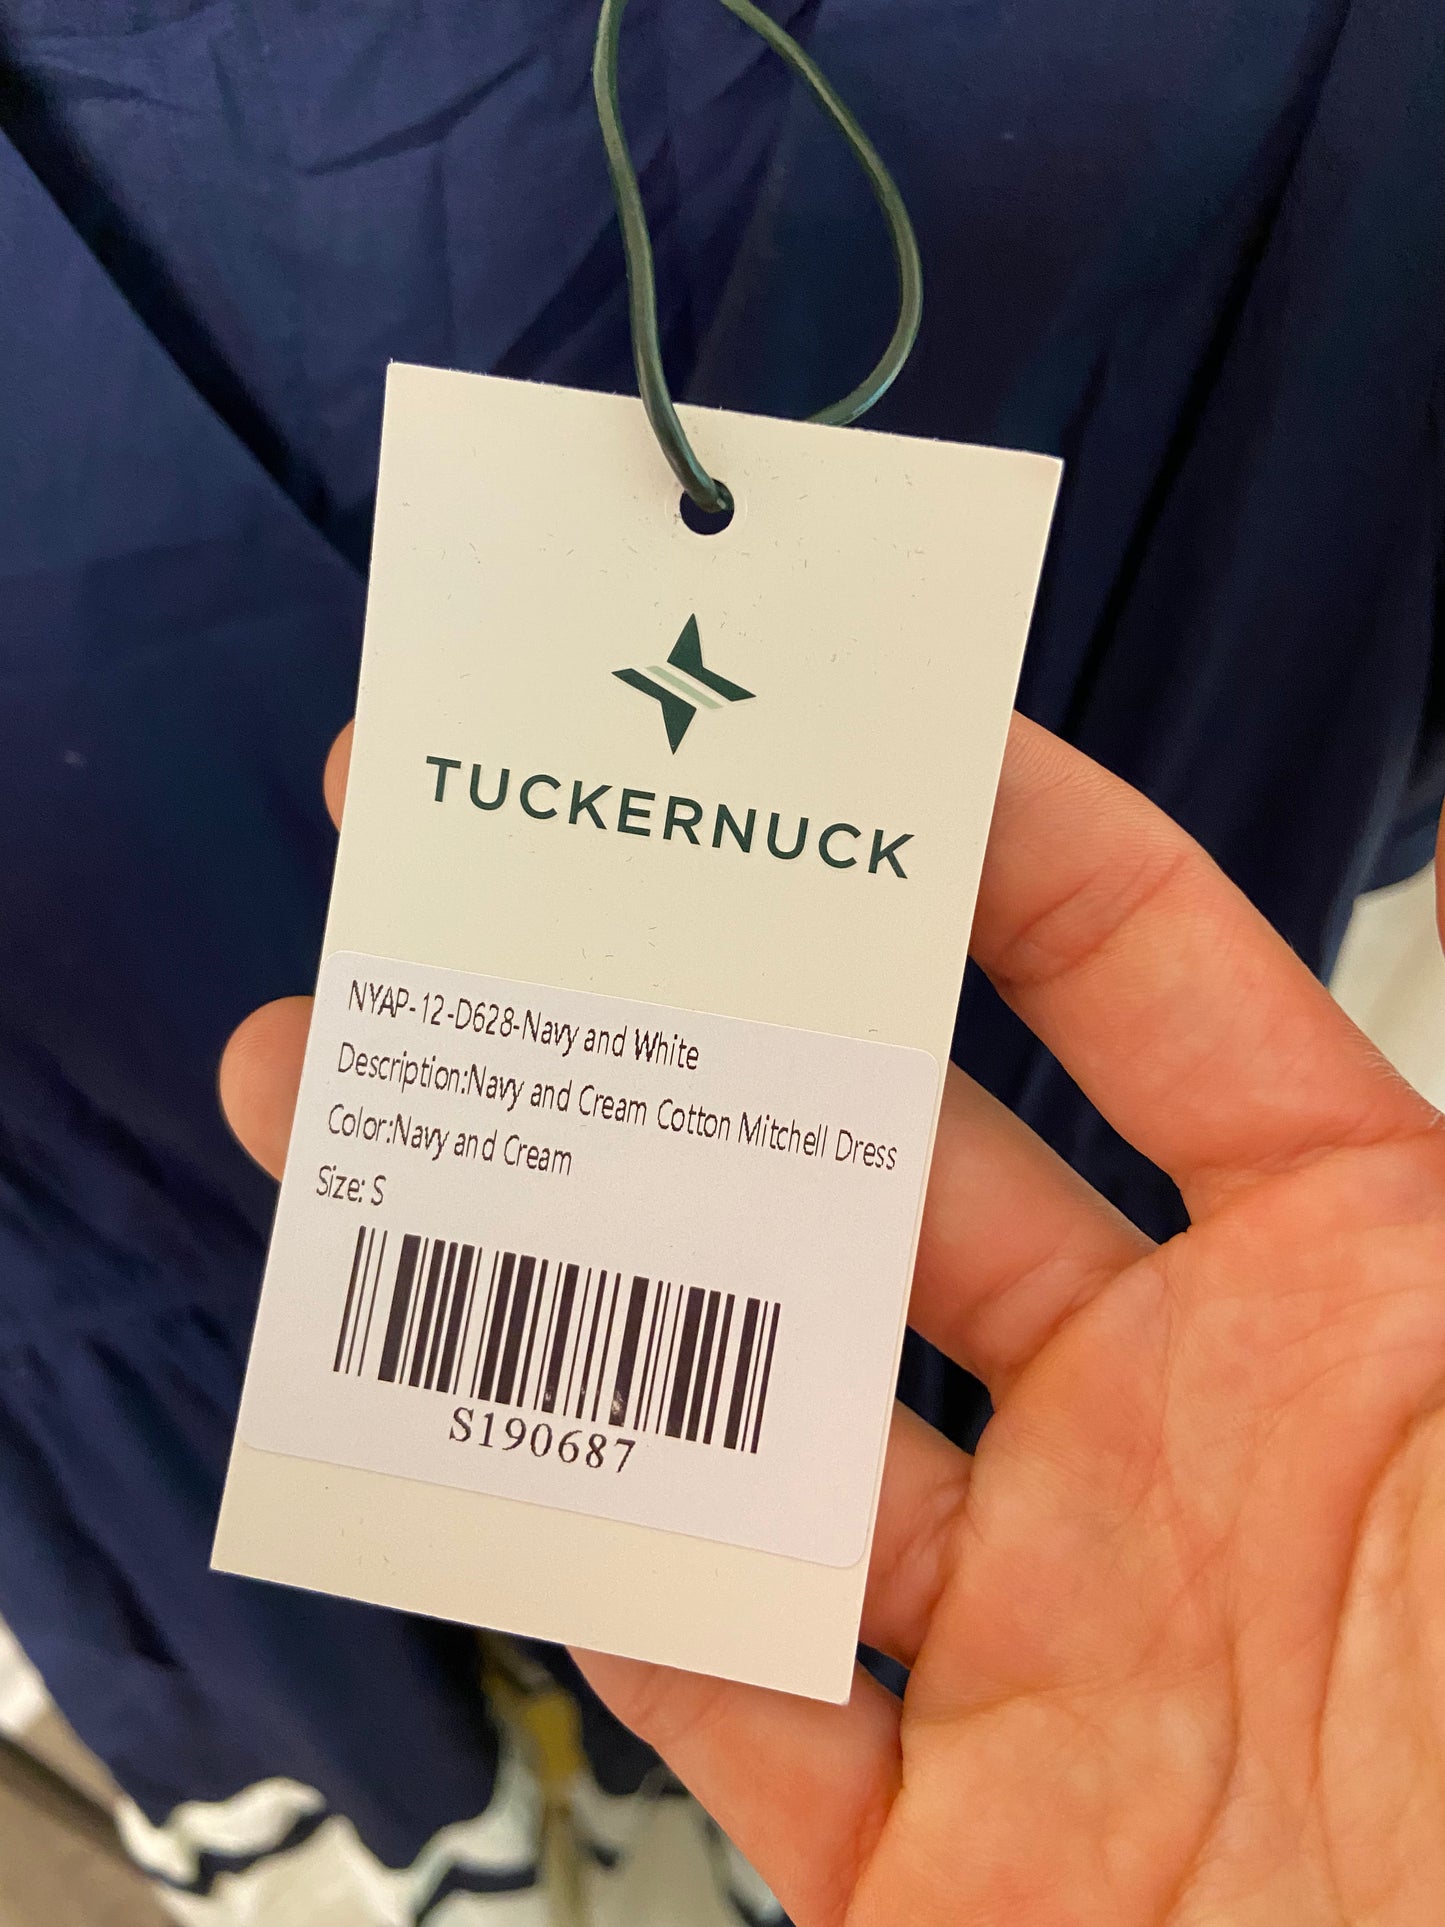 TUCKERNUCK
NYAP-12-D628-Navy and White
Description:Navy and Cream Cotton Mitchell Dress
Color:Navy and Cream
Size: S
S190687